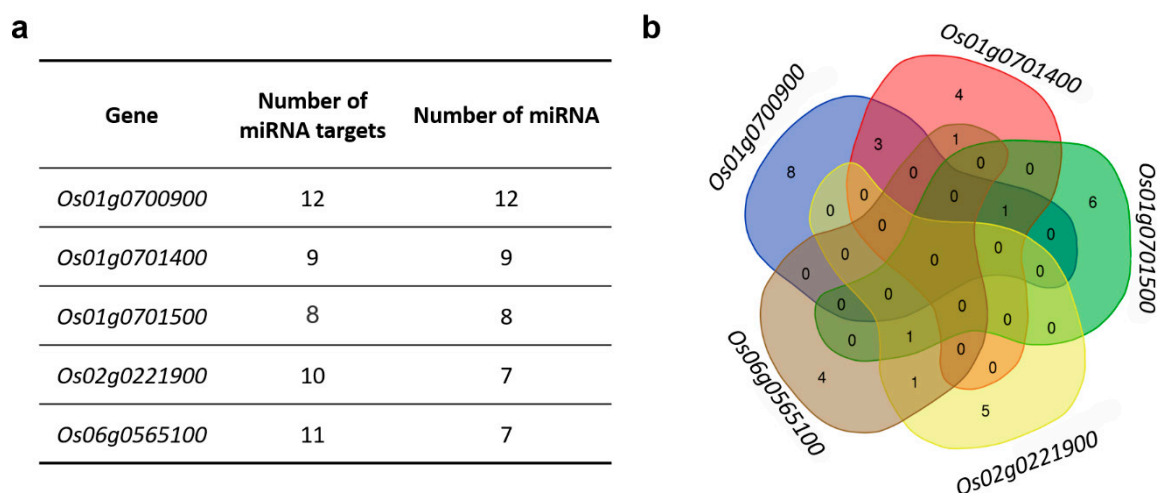 a
Gene
Number of
miRNA targets
Number of miRNA
Os01g0700900 12 12
Os01g0701400 9 9
Os01g0701500 8 8
Os02g0221900 10 7
Os06g0565100 11 7
b
Os01g0700900
Os01g0701400
Os01g0701500
Os02g0221900
Os06g0565100
4
3 1
8 0 0 0
0 0 0 1 6
0 0 0 0
0 0 0 0
0 0 0 0 0
0 1 0
4 1 0
5